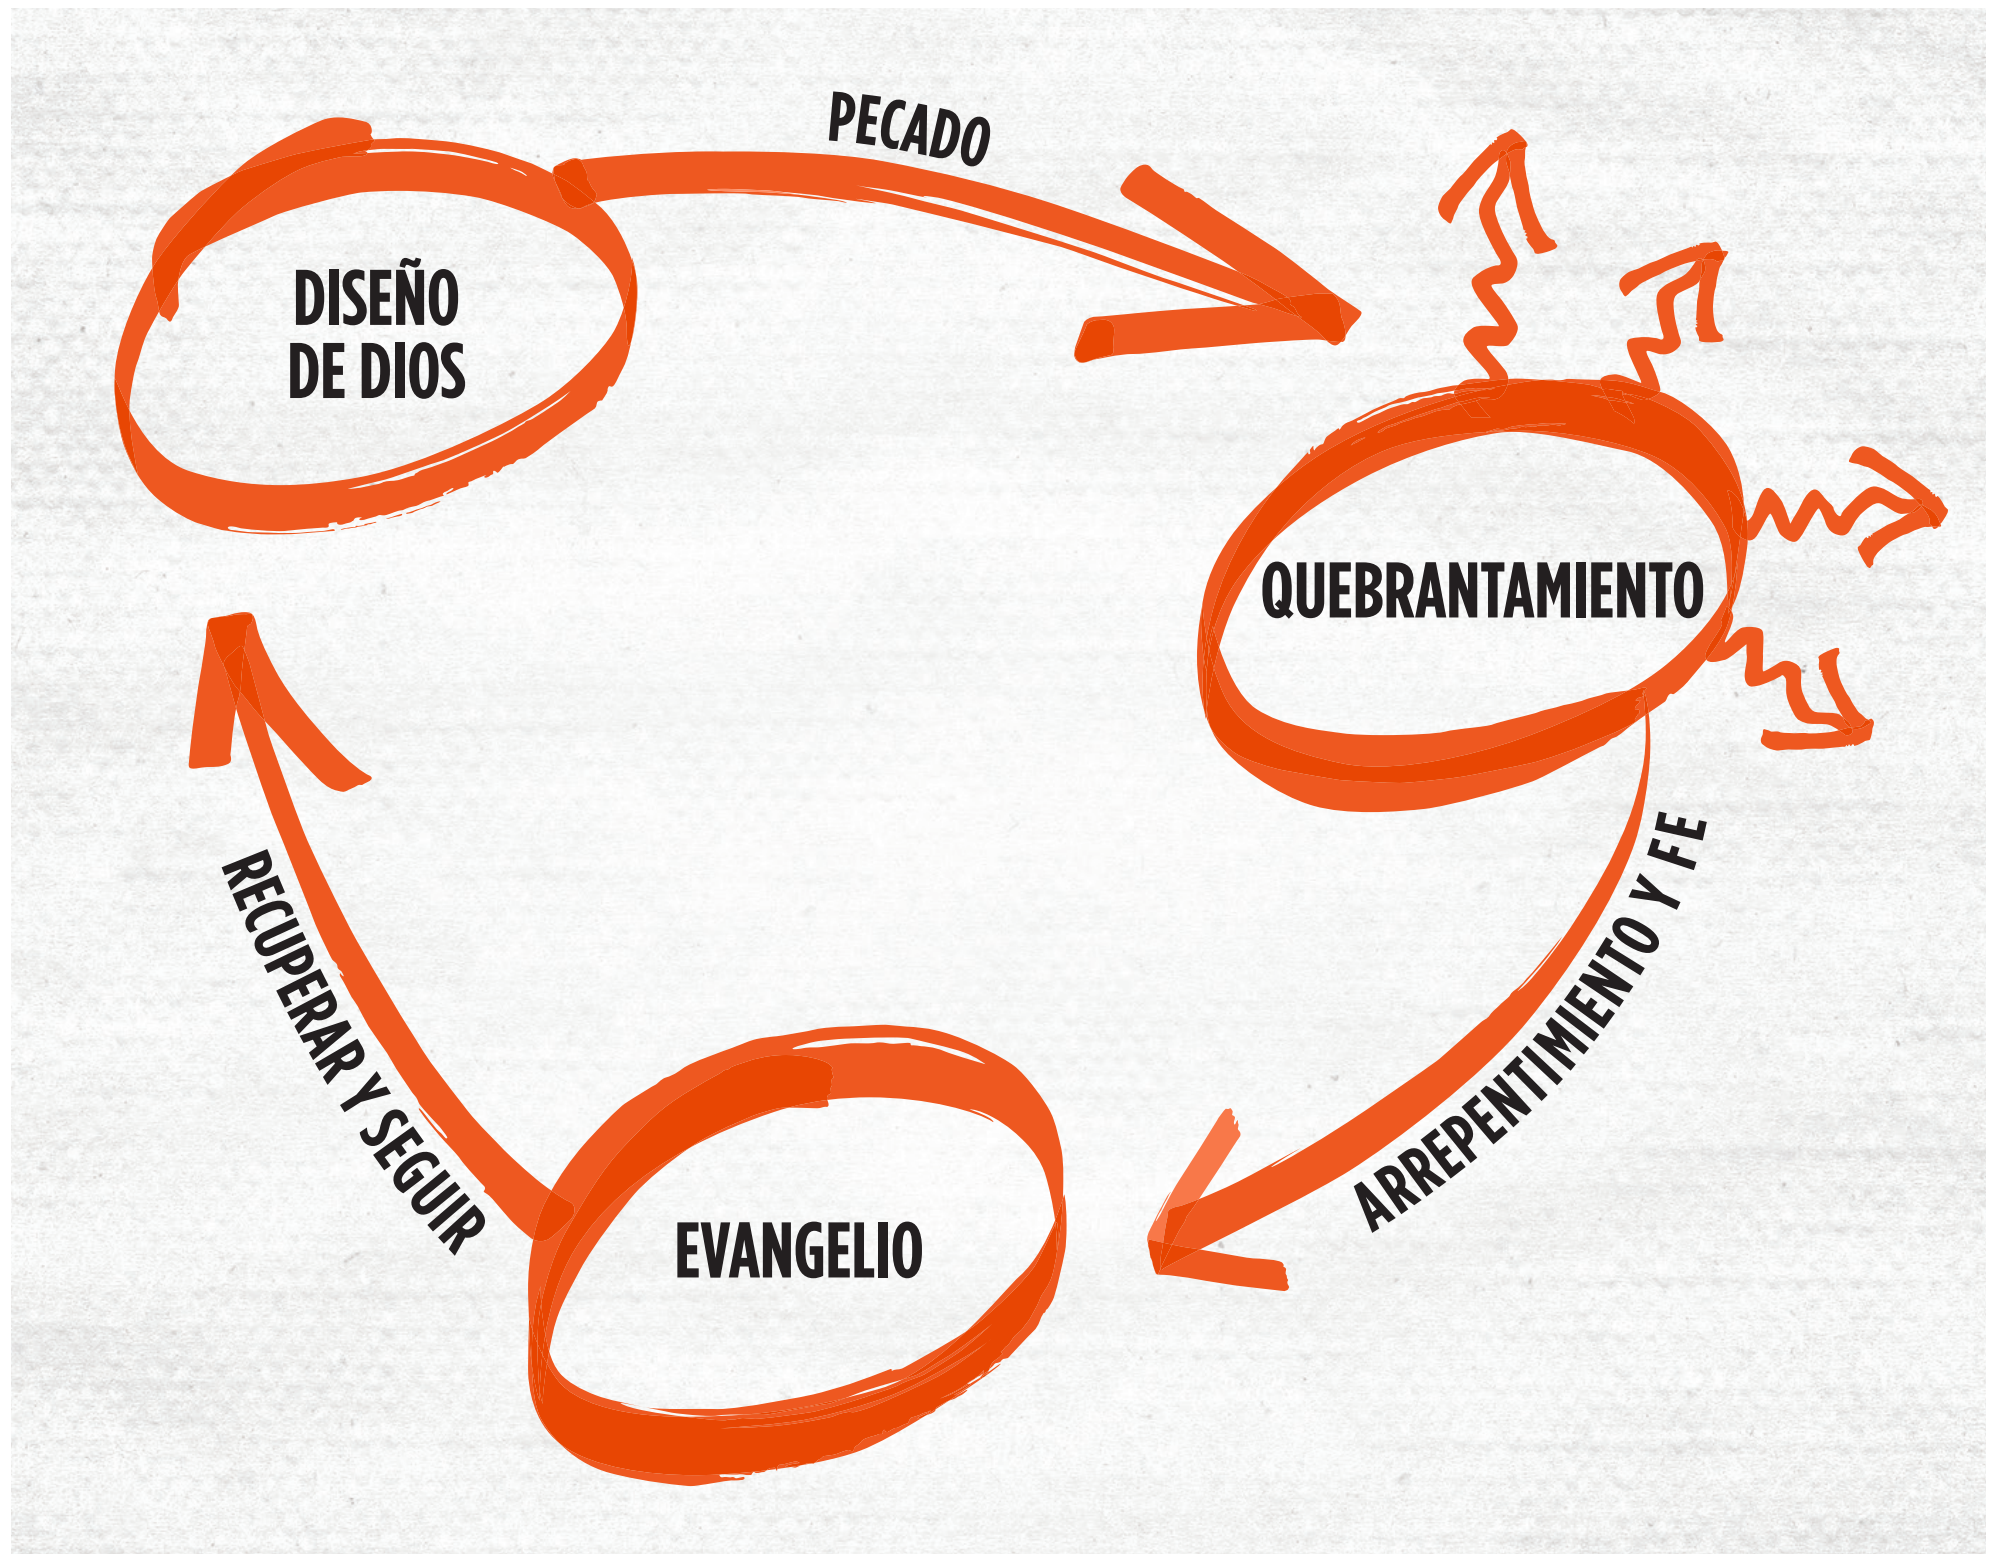 PECADO
DISEÑO
DE DIOS
QUEBRANTAMIENTO
ARREPENTIMIENTO Y FE
RECUPERAR Y SEGUIR
EVANGELIO